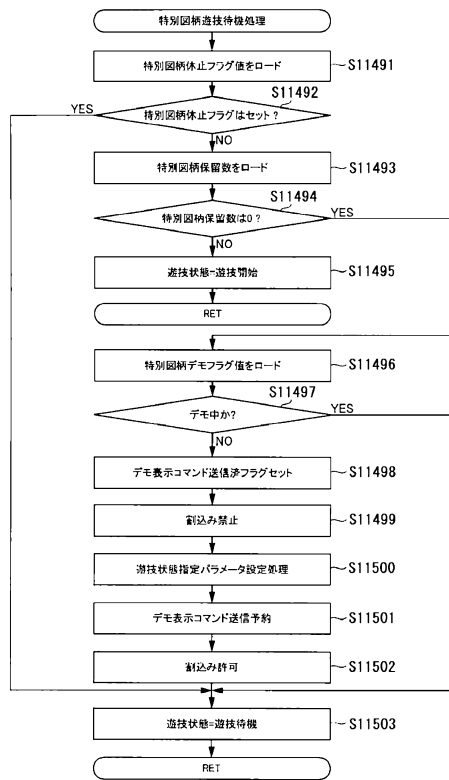 特別図柄遊技待機処理
特別図柄休止フラグ値をロード
S11491
S11492
YES
特別図柄休止フラグはセット?
NO
特別図柄保留数をロード
S11493
S11494
特別図柄保留数は0?
YES
NO
遊技状態=遊技開始
S11495
RET
特別図柄デモフラグ値をロード
S11496
S11497
デモ中か?
YES
NO
デモ表示コマンド送信済フラグセット
S11498
割込み禁止
S11499
遊技状態指定パラメータ設定処理
S11500
デモ表示コマンド送信予約
S11501
割込み許可
S11502
遊技状態=遊技待機
S11503
RET